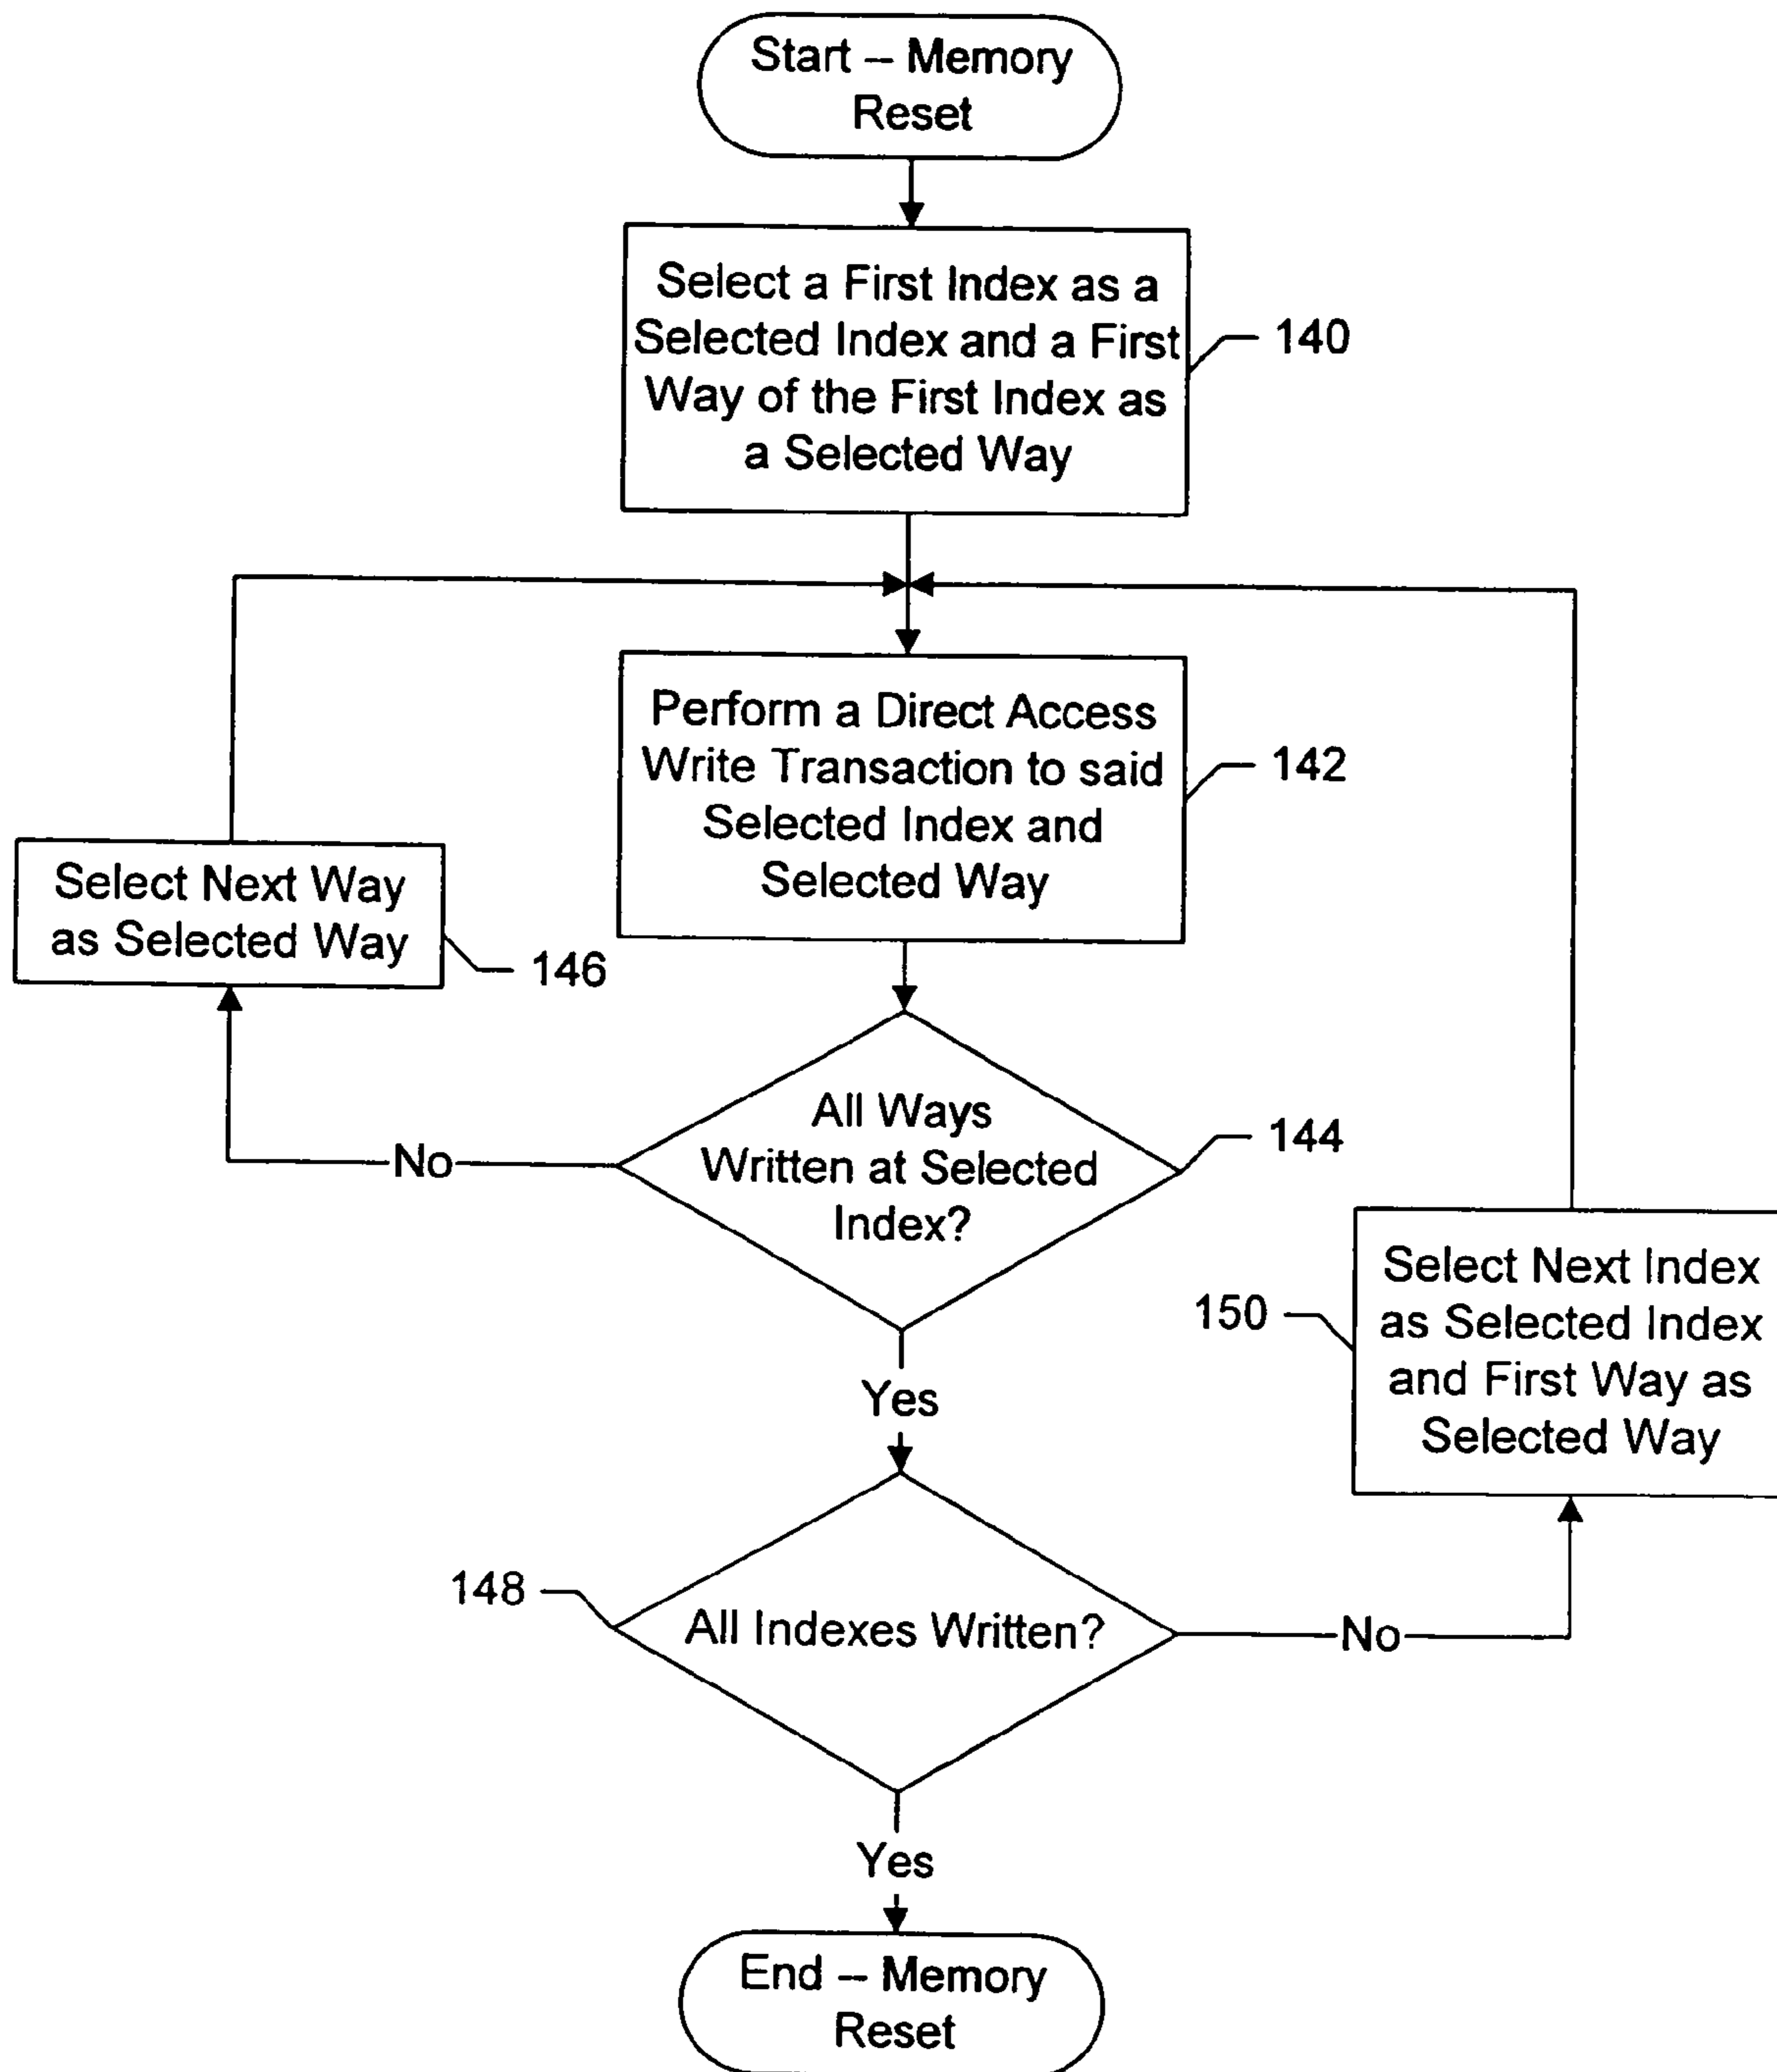 Start – Memory
Reset
Select a First Index as a
Selected Index and a First
Way of the First Index as
a Selected Way
140
Perform a Direct Access
Write Transaction to said
Selected Index and
Selected Way
142
Select Next Way
as Selected Way
146
All Ways
Written at Selected
Index?
144
No
Yes
Select Next Index
as Selected Index
and First Way as
Selected Way
150
All Indexes Written?
148
No
Yes
End – Memory
Reset